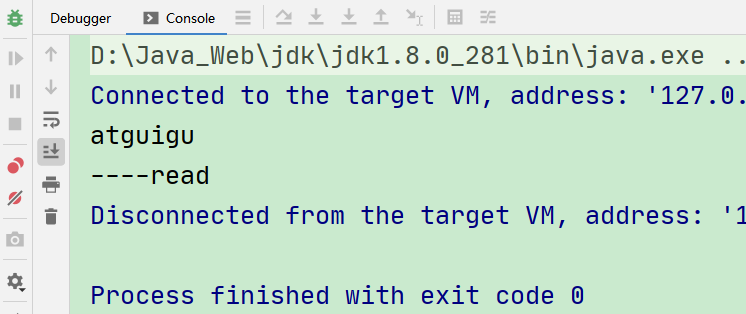 Debugger
Console
D:\Java_Web\jdk\jdk1.8.0_281\bin\java.exe ..
Connected to the target VM, address: '127.0.
atguigu
----read
Disconnected from the target VM, address: '1
Process finished with exit code 0